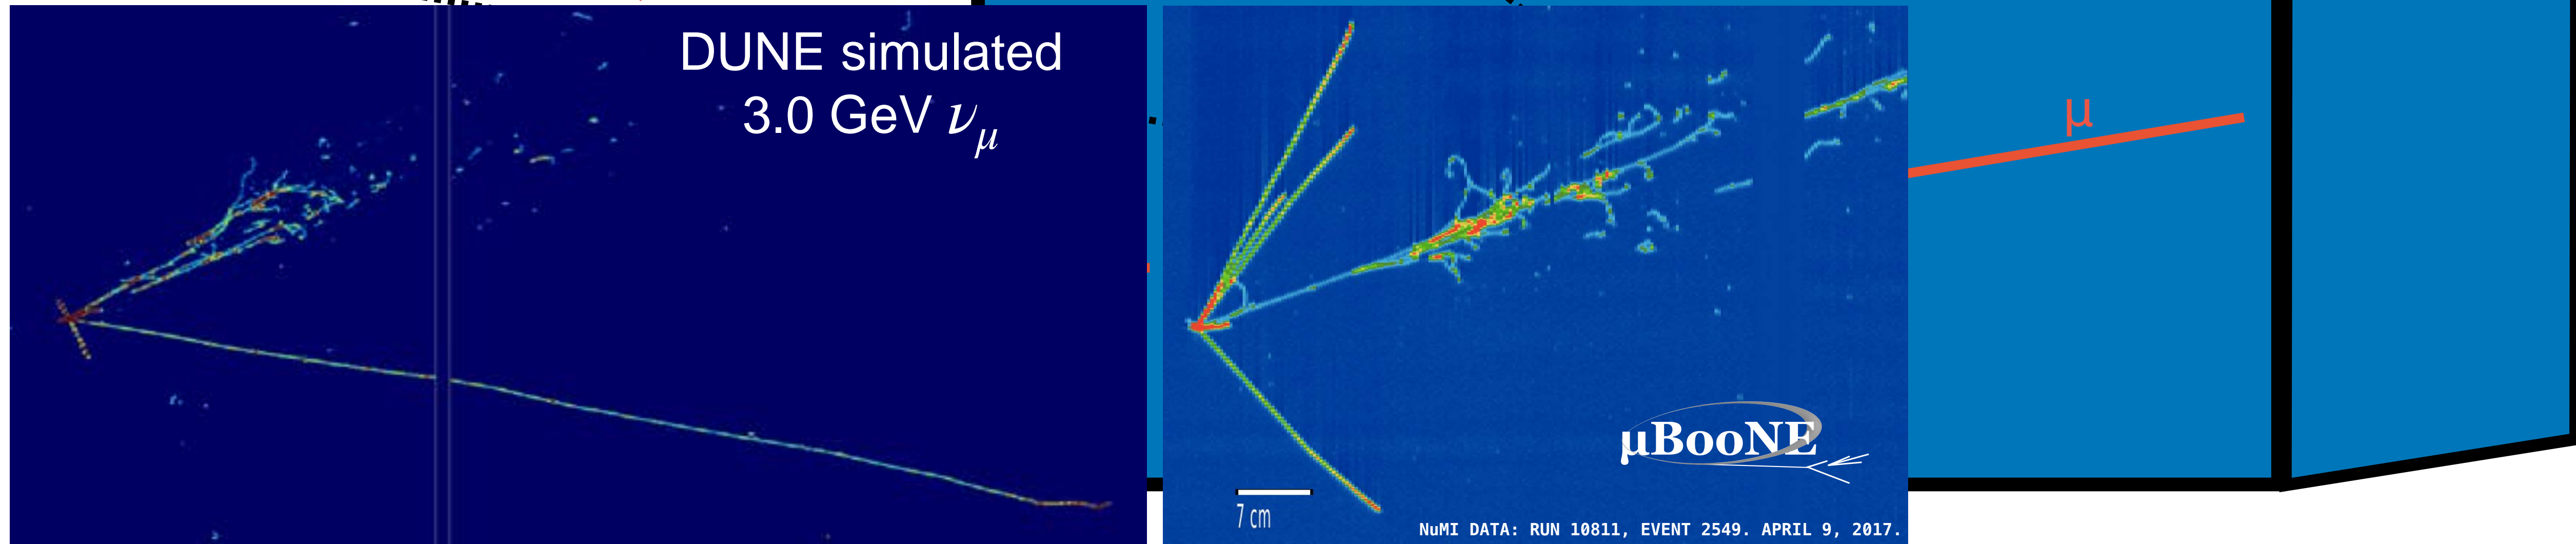 DUNE simulated
3.0 GeV νμ
μ
μBooNE
7 cm
NuMI DATA: RUN 10811, EVENT 2549. APRIL 9, 2017.